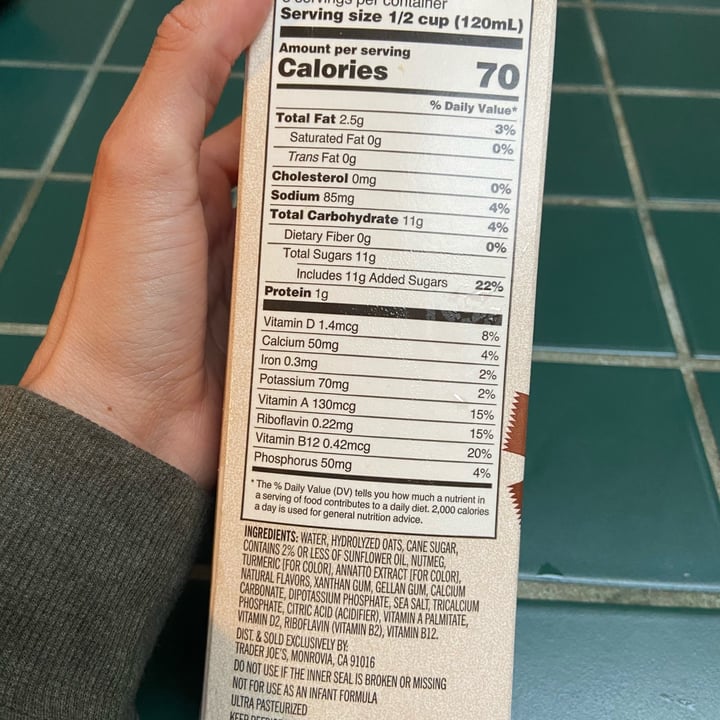 servings per container
Serving size 1/2 cup (120mL)
Amount per serving
Calories 70
% Daily Value*
Total Fat 2.5g 3%
Saturated Fat 0g 0%
Trans Fat 0g
Cholesterol 0mg 0%
Sodium 85mg 4%
Total Carbohydrate 11g 4%
Dietary Fiber 0g 0%
Total Sugars 11g
Includes 11g Added Sugars 22%
Protein 1g
Vitamin D 1.4mcg 8%
Calcium 50mg 4%
Iron 0.3mg 2%
Potassium 70mg 2%
Vitamin A 130mcg 15%
Riboflavin 0.22mg 15%
Vitamin B12 0.42mcg 20%
Phosphorus 50mg 4%
* The % Daily Value (DV) tells you how much a nutrient in
a serving of food contributes to a daily diet. 2,000 calories
a day is used for general nutrition advice.
INGREDIENTS: WATER, HYDROLYZED OATS, CANE SUGAR,
CONTAINS 2% OR LESS OF SUNFLOWER OIL, NUTMEG,
TURMERIC [FOR COLOR], ANNATTO EXTRACT [FOR COLOR],
NATURAL FLAVORS, XANTHAN GUM, GELLAN GUM, CALCIUM
CARBONATE, DIPOTASSIUM PHOSPHATE, SEA SALT, TRICALCIUM
PHOSPHATE, CITRIC ACID (ACIDIFIER), VITAMIN A PALMITATE,
VITAMIN D2, RIBOFLAVIN (VITAMIN B2), VITAMIN B12.
DIST. & SOLD EXCLUSIVELY BY:
TRADER JOE'S, MONROVIA, CA 91016
DO NOT USE IF THE INNER SEAL IS BROKEN OR MISSING
NOT FOR USE AS AN INFANT FORMULA
ULTRA PASTEURIZED
KEEP